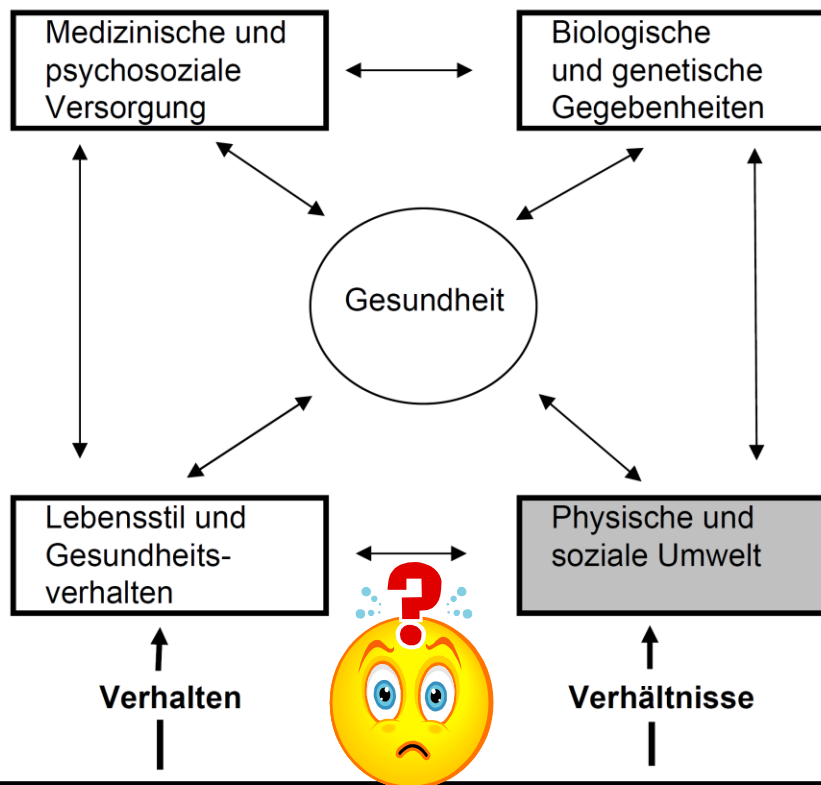 Medizinische und
psychosoziale
Versorgung
Biologische
und genetische
Gegebenheiten
Gesundheit
Lebensstil und
Gesundheits-
verhalten
Physische und
soziale Umwelt
?
Verhalten
Verhältnisse